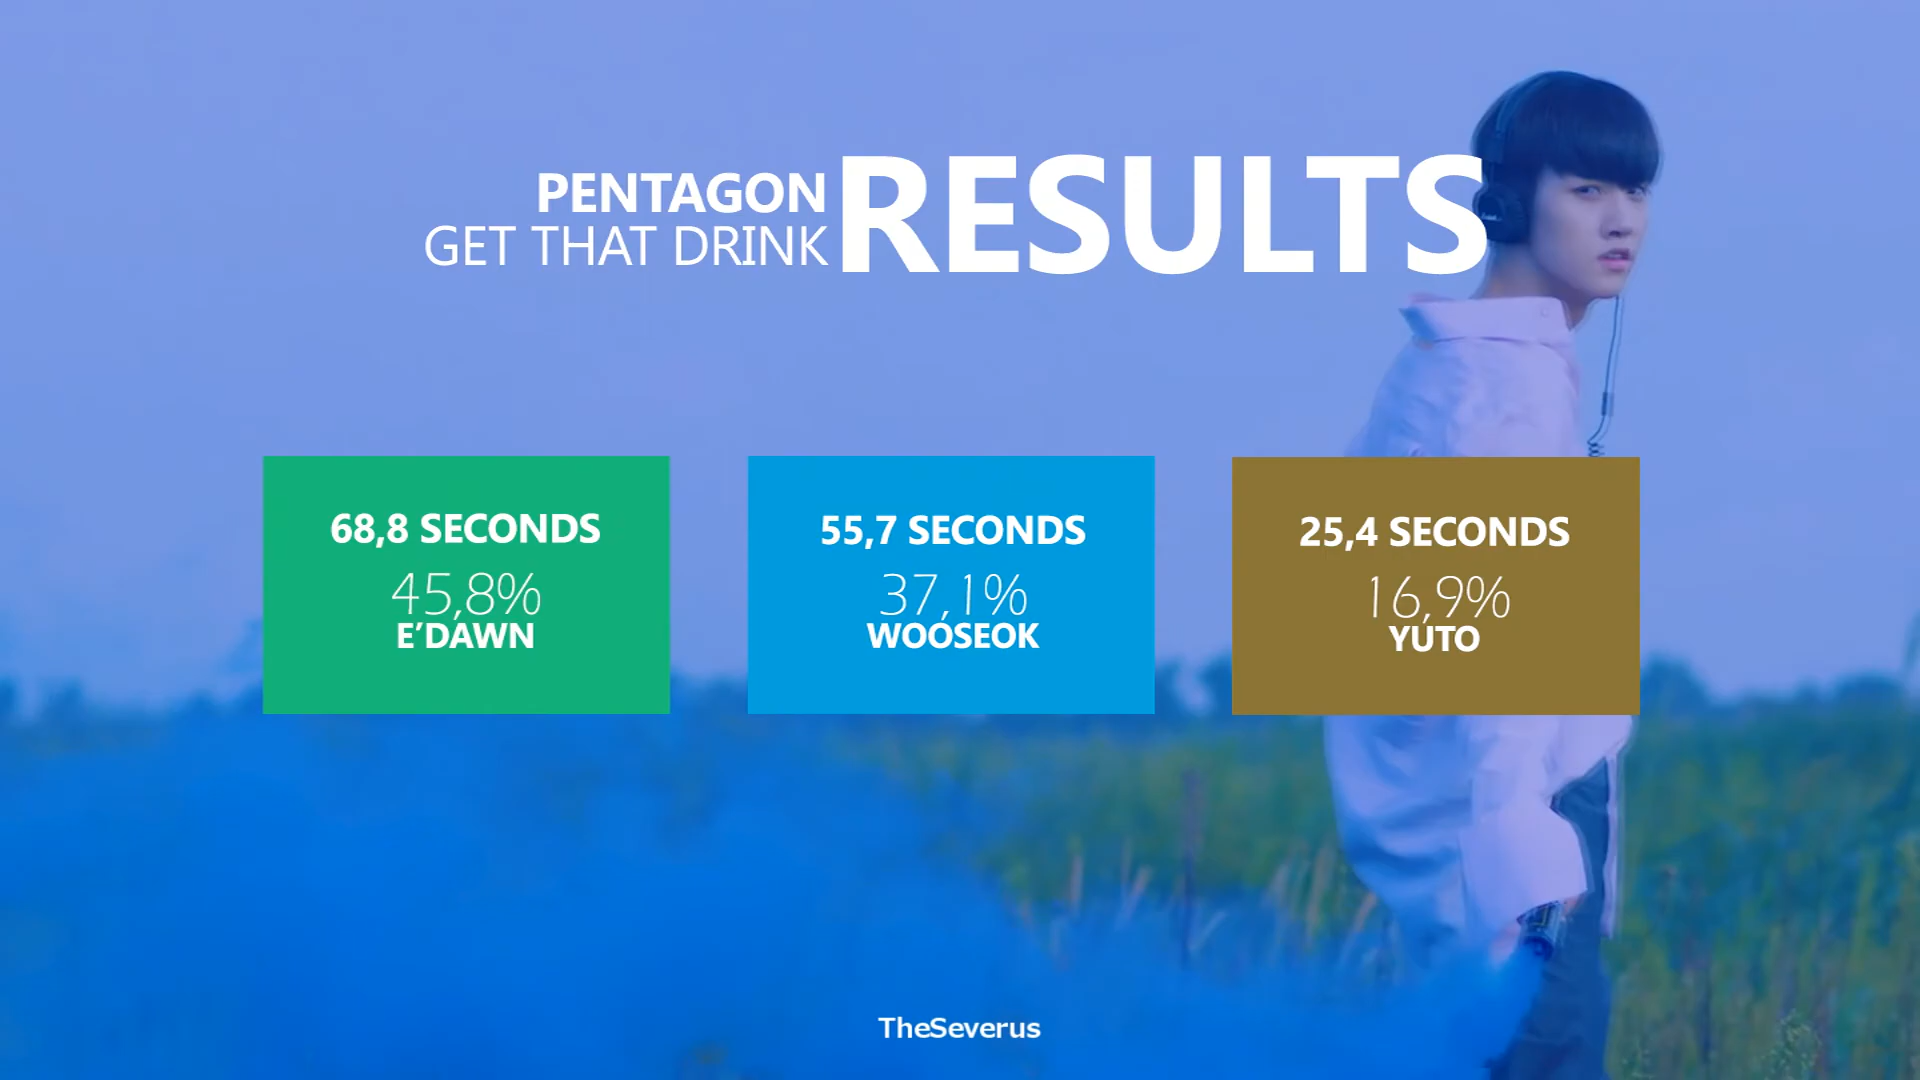 PENTAGON
GET THAT DRINK
RESULTS
68,8 SECONDS
45,8%
E'DAWN
55,7 SECONDS
37,1%
WOOSEOK
25,4 SECONDS
16,9%
YUTO
TheSeverus